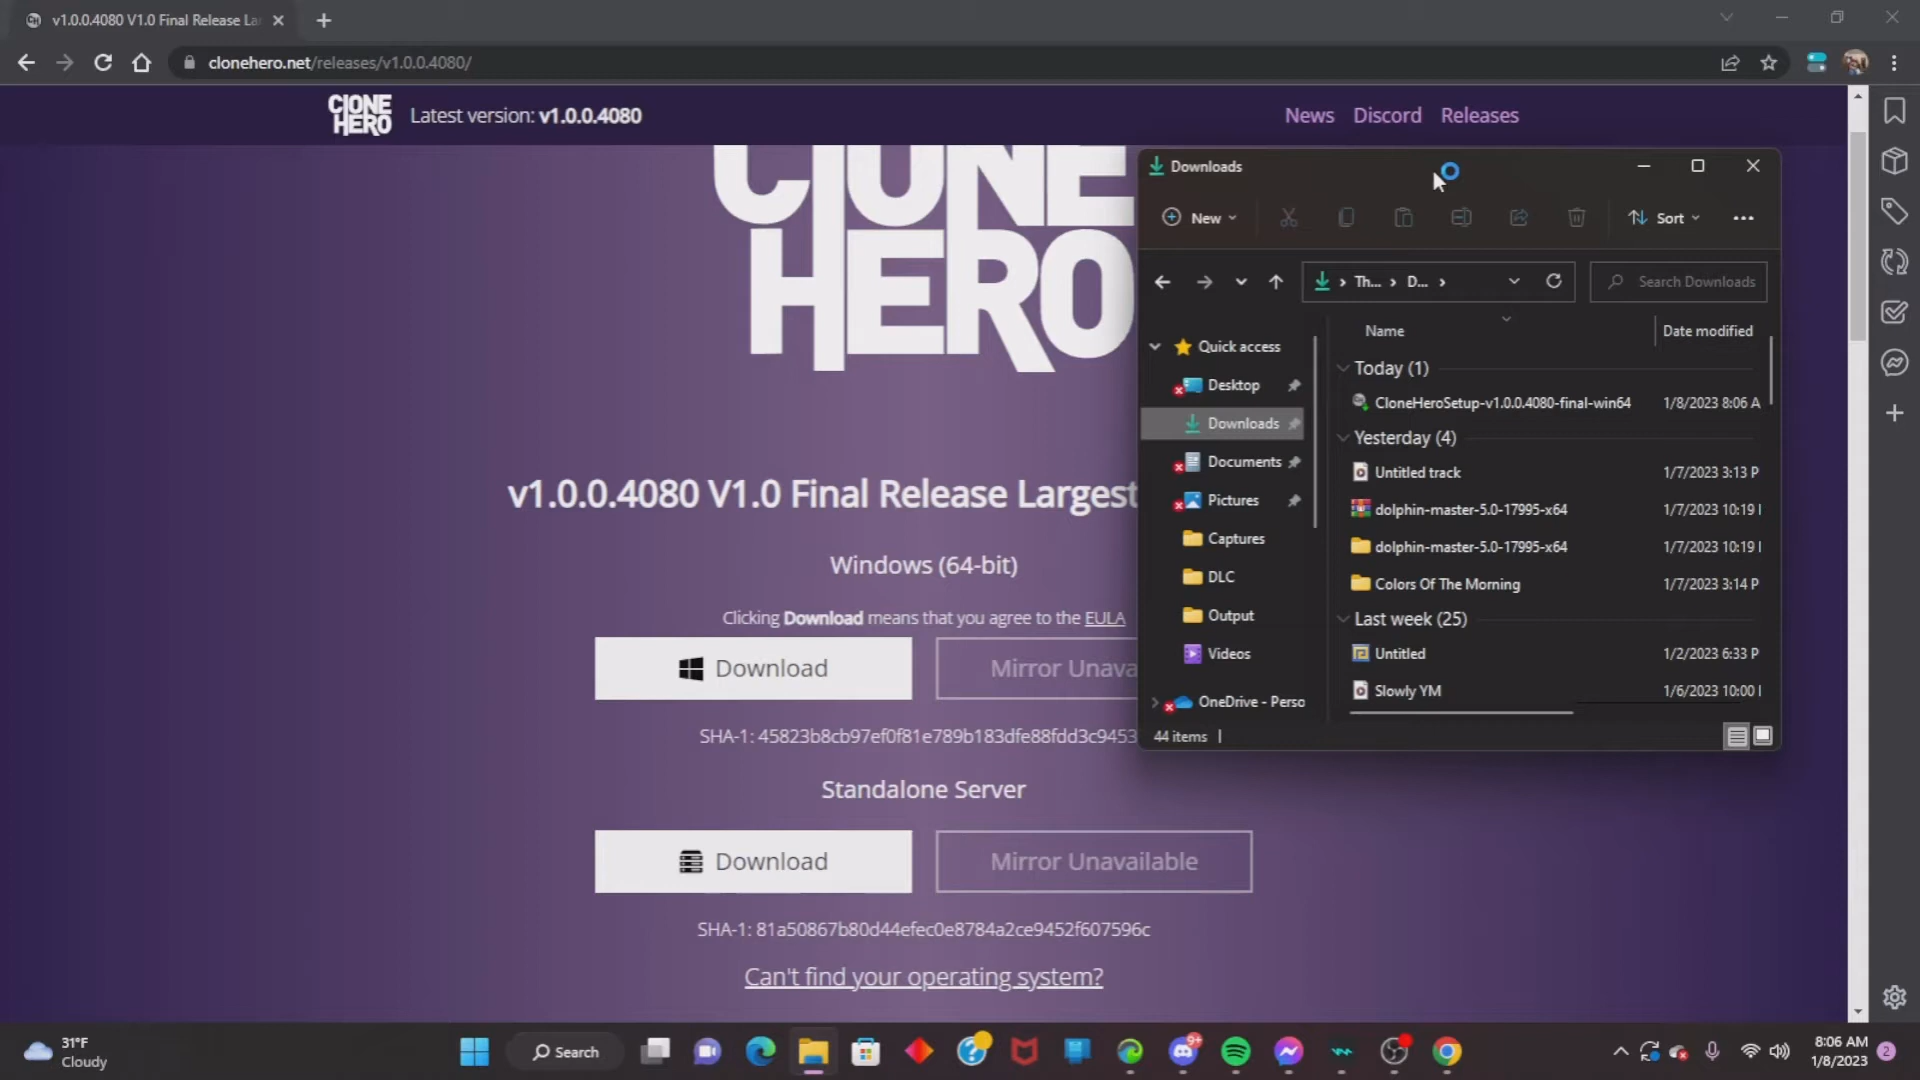 v1.0.0.4080 V1.0 Final Release La
clonehero.net/releases/v1.0.0.4080/
CLONE
HERO
Latest version: v1.0.0.4080
News
Discord
Releases
CLONE
HERO
v1.0.0.4080 V1.0 Final Release Largest
Windows (64-bit)
Clicking Download means that you agree to the EULA
Download
Mirror Unava
SHA-1: 45823b8cb97ef0f81e789b183dfe88fdd3c9453
Standalone Server
Download
Mirror Unavailable
SHA-1: 81a50867b80d44efec0e8784a2ce9452f607596c
Can't find your operating system?
Downloads
New
Sort
Th...
D...
Search Downloads
Quick access
Desktop
Downloads
Documents
Pictures
Captures
DLC
Output
Videos
OneDrive - Perso
Name
Date modified
Today (1)
CloneHeroSetup-v1.0.0.4080-final-win64
1/8/2023 8:06 A
Yesterday (4)
Untitled track
1/7/2023 3:13 P
dolphin-master-5.0-17995-x64
1/7/2023 10:19
dolphin-master-5.0-17995-x64
1/7/2023 10:19
Colors Of The Morning
1/7/2023 3:14 P
Last week (25)
Untitled
1/2/2023 6:33 P
Slowly YM
1/6/2023 10:00
44 items
31°F
Cloudy
Search
9+
8:06 AM
1/8/2023
2